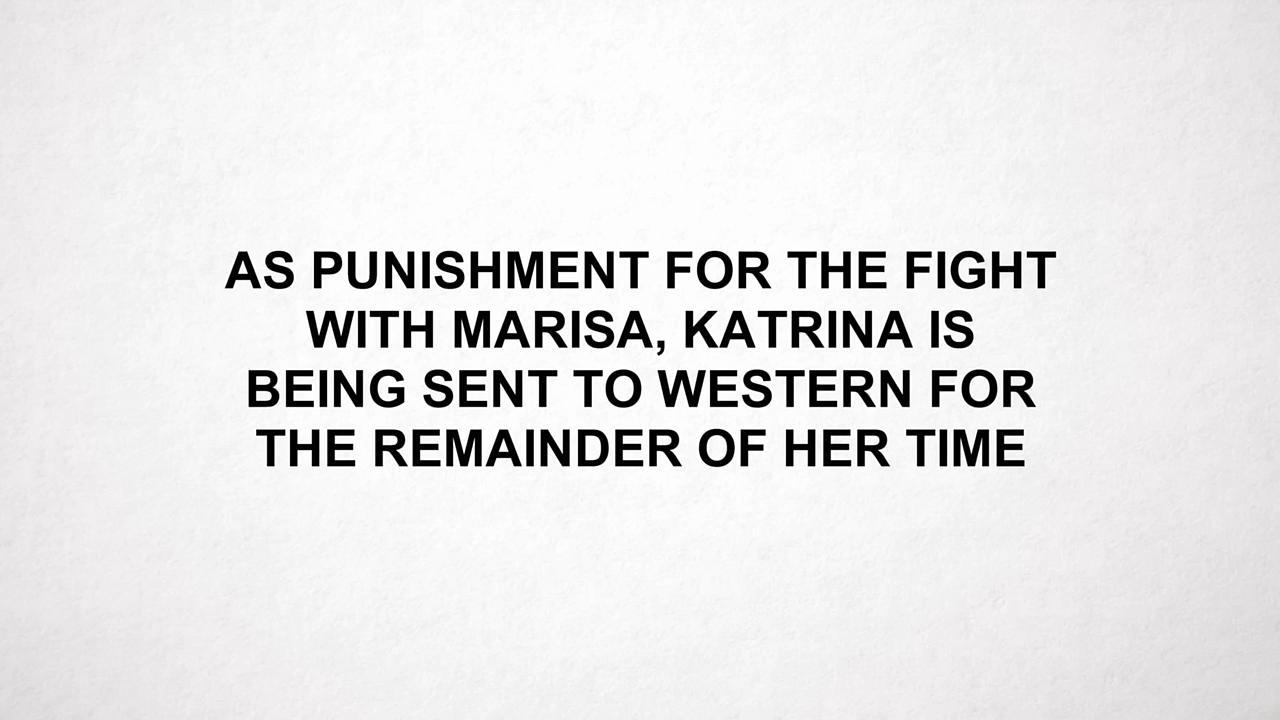 AS PUNISHMENT FOR THE FIGHT
WITH MARISA, KATRINA IS
BEING SENT TO WESTERN FOR
THE REMAINDER OF HER TIME